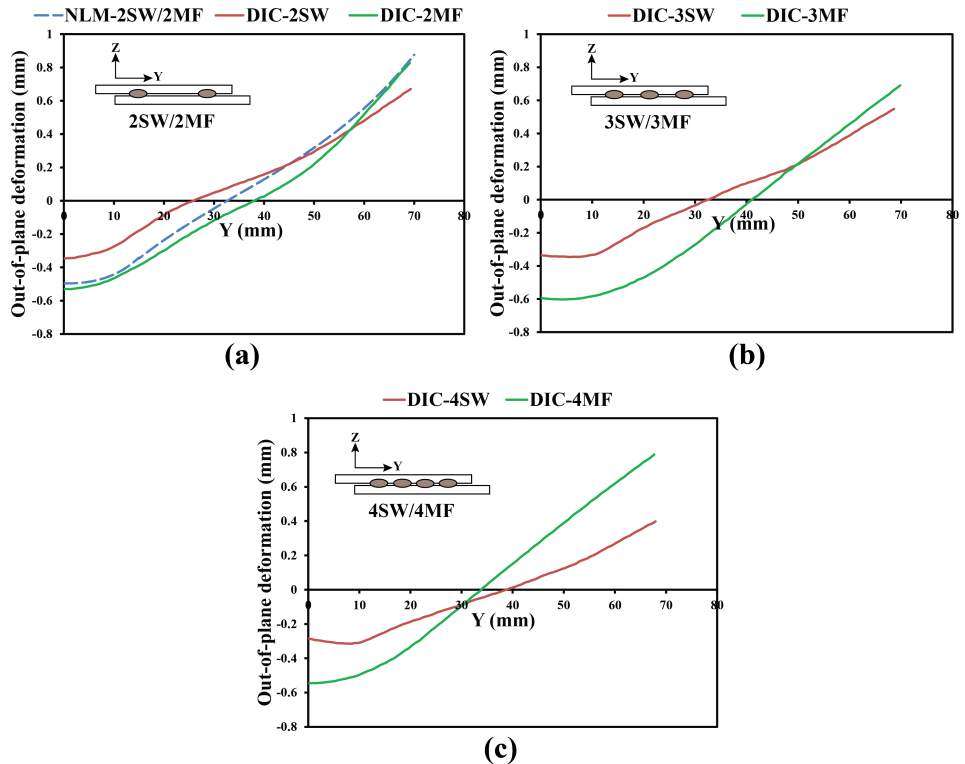 NLM-2SW/2MF DIC-2SW DIC-2MF
Out-of-plane deformation (mm)
1
0.8
0.6
0.4
0.2
0
-0.2
-0.4
-0.6
-0.8
Z
Y
2SW/2MF
0 10 20 30 40 50 60 70 80
Y (mm)
(a)
DIC-3SW DIC-3MF
Out-of-plane deformation (mm)
1
0.8
0.6
0.4
0.2
0
-0.2
-0.4
-0.6
-0.8
Z
Y
3SW/3MF
0 10 20 30 40 50 60 70 80
Y (mm)
(b)
DIC-4SW DIC-4MF
Out-of-plane deformation (mm)
1
0.8
0.6
0.4
0.2
0
-0.2
-0.4
-0.6
-0.8
Z
Y
4SW/4MF
0 10 20 30 40 50 60 70 80
Y (mm)
(c)